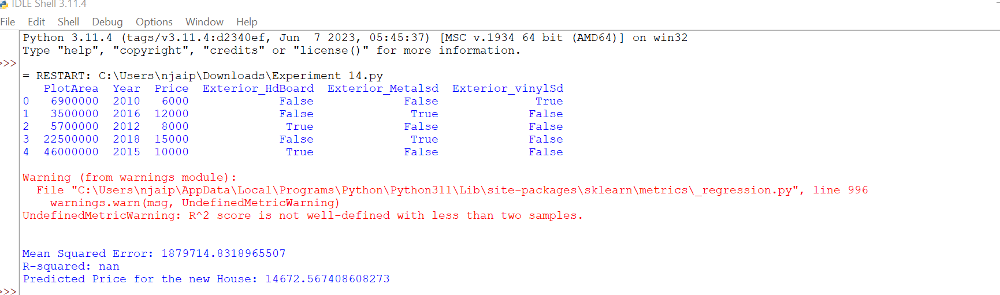 IDLE Shell 3.11.4
File Edit Shell Debug Options Window Help
Python 3.11.4 (tags/v3.11.4:d2340ef, Jun  7 2023, 05:45:37) [MSC v.1934 64 bit (AMD64)] on win32
Type "help", "copyright", "credits" or "license()" for more information.
>>>
= RESTART: C:\Users\njaip\Downloads\Experiment 14.py
   PlotArea  Year  Price  Exterior_HdBoard  Exterior_Metalsd  Exterior_vinylSd
0   6900000  2010   6000             False             False              True
1   3500000  2016  12000             False              True             False
2   5700000  2012   8000              True             False             False
3  22500000  2018  15000             False              True             False
4  46000000  2015  10000              True             False             False
Warning (from warnings module):
  File "C:\Users\njaip\AppData\Local\Programs\Python\Python311\Lib\site-packages\sklearn\metrics\_regression.py", line 996
    warnings.warn(msg, UndefinedMetricWarning)
UndefinedMetricWarning: R^2 score is not well-defined with less than two samples.
Mean Squared Error: 1879714.8318965507
R-squared: nan
Predicted Price for the new House: 14672.567408608273
>>>